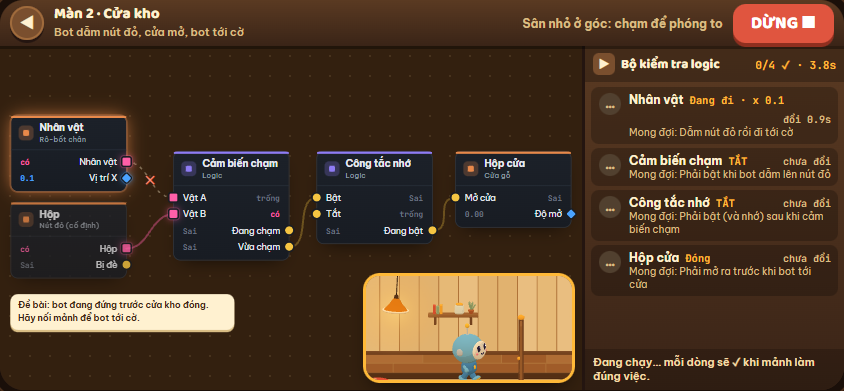 Màn 2 · Cửa kho
Bot dẫm nút đỏ, cửa mở, bot tới cờ
Sân nhỏ ở góc: chạm để phóng to
DỪNG
Nhân vật
Rô-bốt chân
có
Nhân vật
0.1
Vị trí X
Hộp
Nút đỏ (cố định)
có
Hộp
Sai
Bị đè
Cảm biến chạm
Logic
Vật A
trống
Vật B
có
Sai
Đang chạm
Sai
Vừa chạm
Công tắc nhớ
Logic
Bật
Sai
Tắt
trống
Sai
Đang bật
Hộp cửa
Cửa gỗ
Mở cửa
Sai
0.00
Độ mở
Đề bài: bot đang đứng trước cửa kho đóng.
Hãy nối mảnh để bot tới cờ.
Bộ kiểm tra logic
0/4 ✓ · 3.8s
Nhân vật Đang đi · x 0.1
đổi 0.9s
Mong đợi: Dẫm nút đỏ rồi đi tới cờ
Cảm biến chạm TẮT
chưa đổi
Mong đợi: Phải bật khi bot dẫm lên nút đỏ
Công tắc nhớ TẮT
chưa đổi
Mong đợi: Phải bật (và nhớ) sau khi cảm
biến chạm
Hộp cửa Đóng
chưa đổi
Mong đợi: Phải mở ra trước khi bot tới
cửa
Đang chạy... mỗi dòng sẽ ✓ khi mảnh làm
đúng việc.